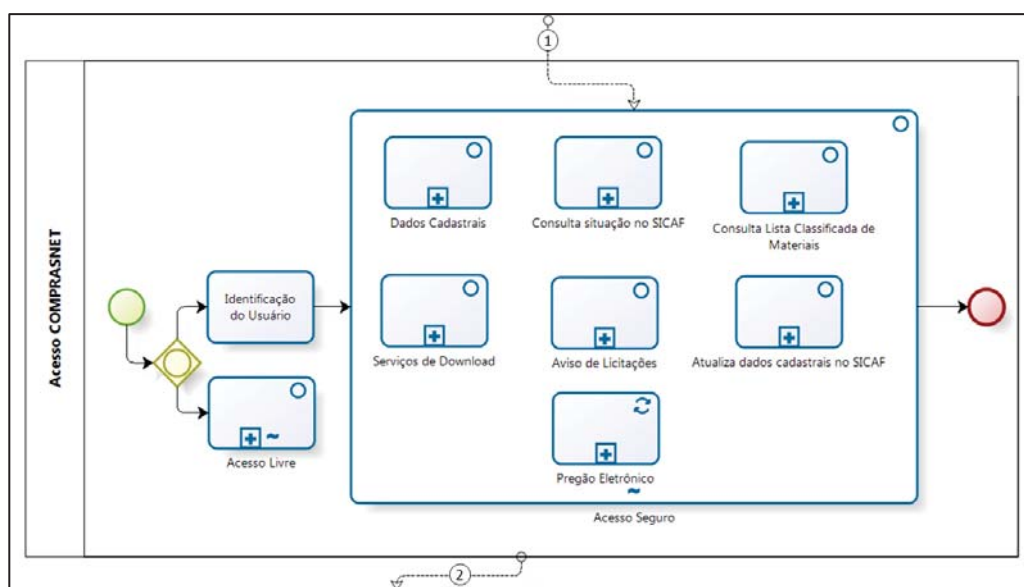 1
Acesso COMPRASNET
Dados Cadastrais
Consulta situação no SICAF
Consulta Lista Classificada de
Materiais
Identificação
do Usuário
Serviços de Download
Aviso de Licitações
Atualiza dados cadastrais no SICAF
Acesso Livre
Pregão Eletrônico
Acesso Seguro
2